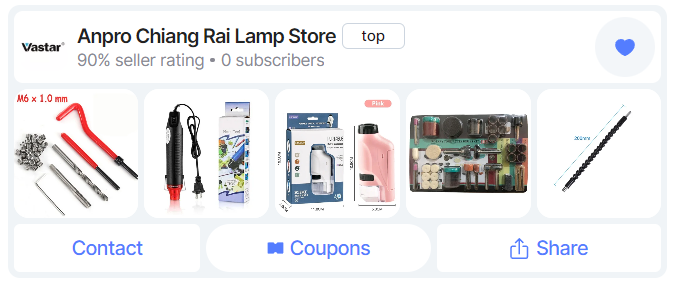 Vastar®
Anpro Chiang Rai Lamp Store
top
90% seller rating • 0 subscribers
M6 x 1.0 mm
Pink
200mm
Contact
Coupons
Share